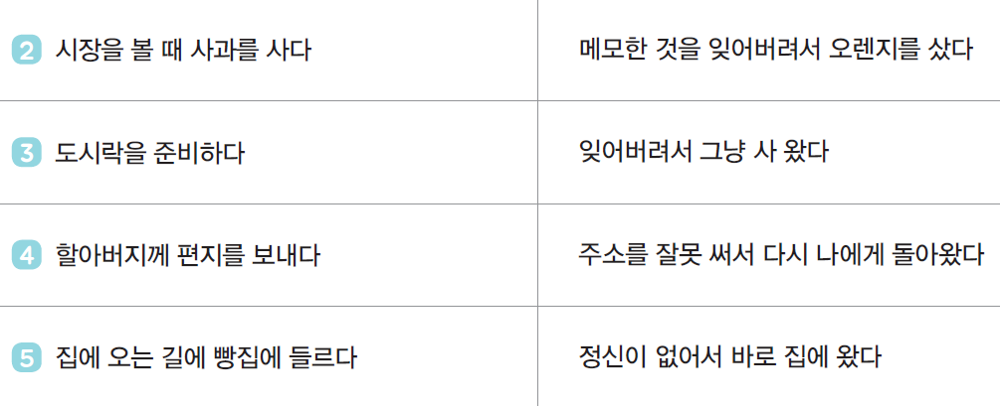 2 시장을 볼 때 사과를 사다 메모한 것을 잊어버려서 오렌지를 샀다
3 도시락을 준비하다 잊어버려서 그냥 사 왔다
4 할아버지께 편지를 보내다 주소를 잘못 써서 다시 나에게 돌아왔다
5 집에 오는 길에 빵집에 들르다 정신이 없어서 바로 집에 왔다